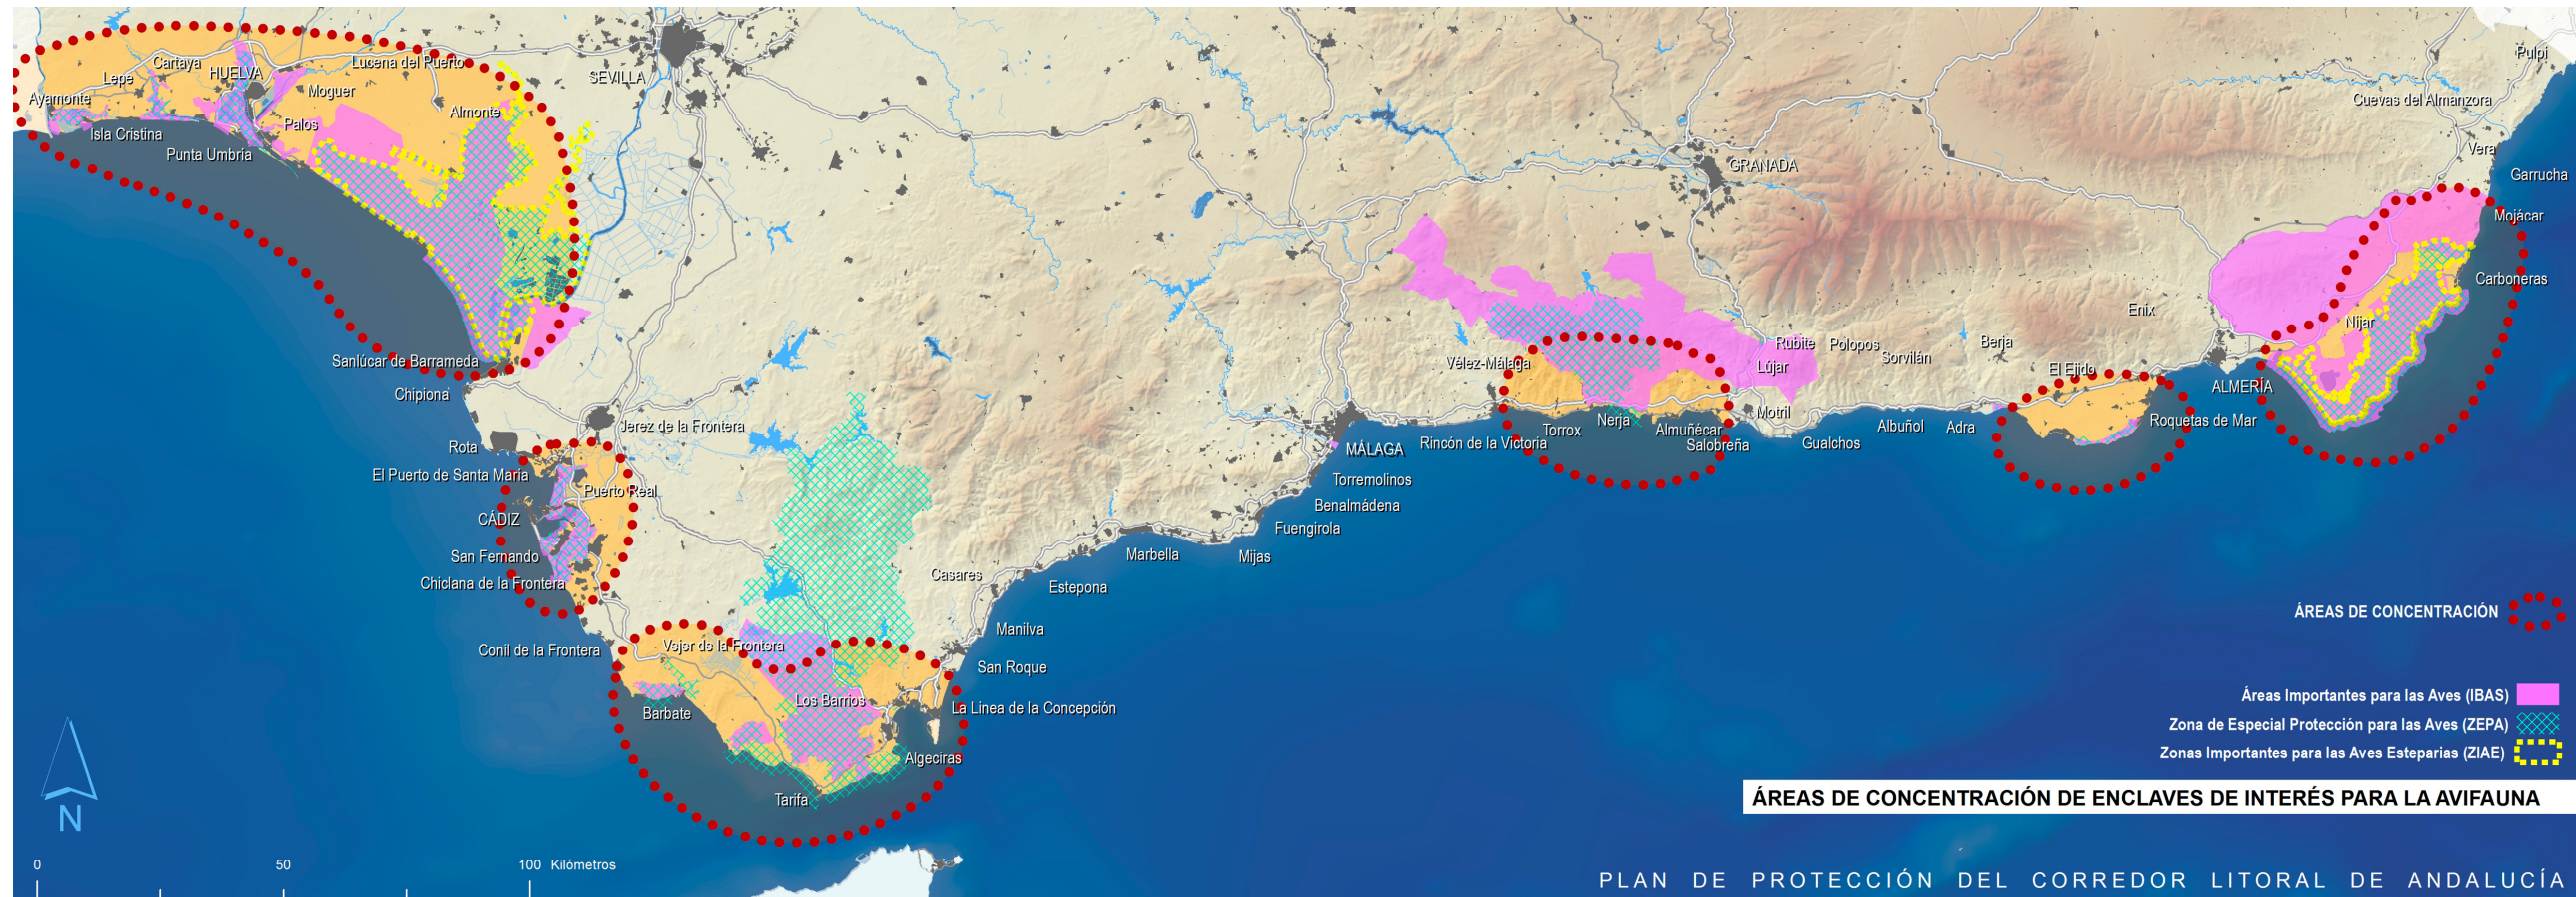 Pulpi
Lucena del Puerto
Cartaya
HUELVA
Lepe
SEVILLA
Moguer
Ayamonte
Almonte
Cuevas del Almanzora
Palos
Isla Cristina
Punta Umbría
Vera
GRANADA
Garrucha
Mojácar
Carboneras
Enix
Níjar
Rubite
Polopos
Berja
Sorvilán
Sanlúcar de Barrameda
Vélez-Málaga
Lújar
El Ejido
ALMERÍA
Chipiona
Motril
Nerja
Roquetas de Mar
Jerez de la Frontera
Torrox
Almuñécar
Albuñol
Adra
Rota
MÁLAGA
Rincón de la Victoria
Salobreña
Gualchos
El Puerto de Santa María
Torremolinos
Puerto Real
Benalmádena
CÁDIZ
Fuengirola
San Fernando
Marbella
Mijas
Chiclana de la Frontera
Casares
Estepona
ÁREAS DE CONCENTRACIÓN
Manilva
Conil de la Frontera
Vejer de la Frontera
San Roque
Áreas Importantes para las Aves (IBAS)
Los Barrios
La Linea de la Concepción
Barbate
Zona de Especial Protección para las Aves (ZEPA)
Zonas Importantes para las Aves Esteparias (ZIAE)
Algeciras
Tarifa
ÁREAS DE CONCENTRACIÓN DE ENCLAVES DE INTERÉS PARA LA AVIFAUNA
N
0 50 100 Kilómetros
PLAN DE PROTECCIÓN DEL CORREDOR LITORAL DE ANDALUCÍA